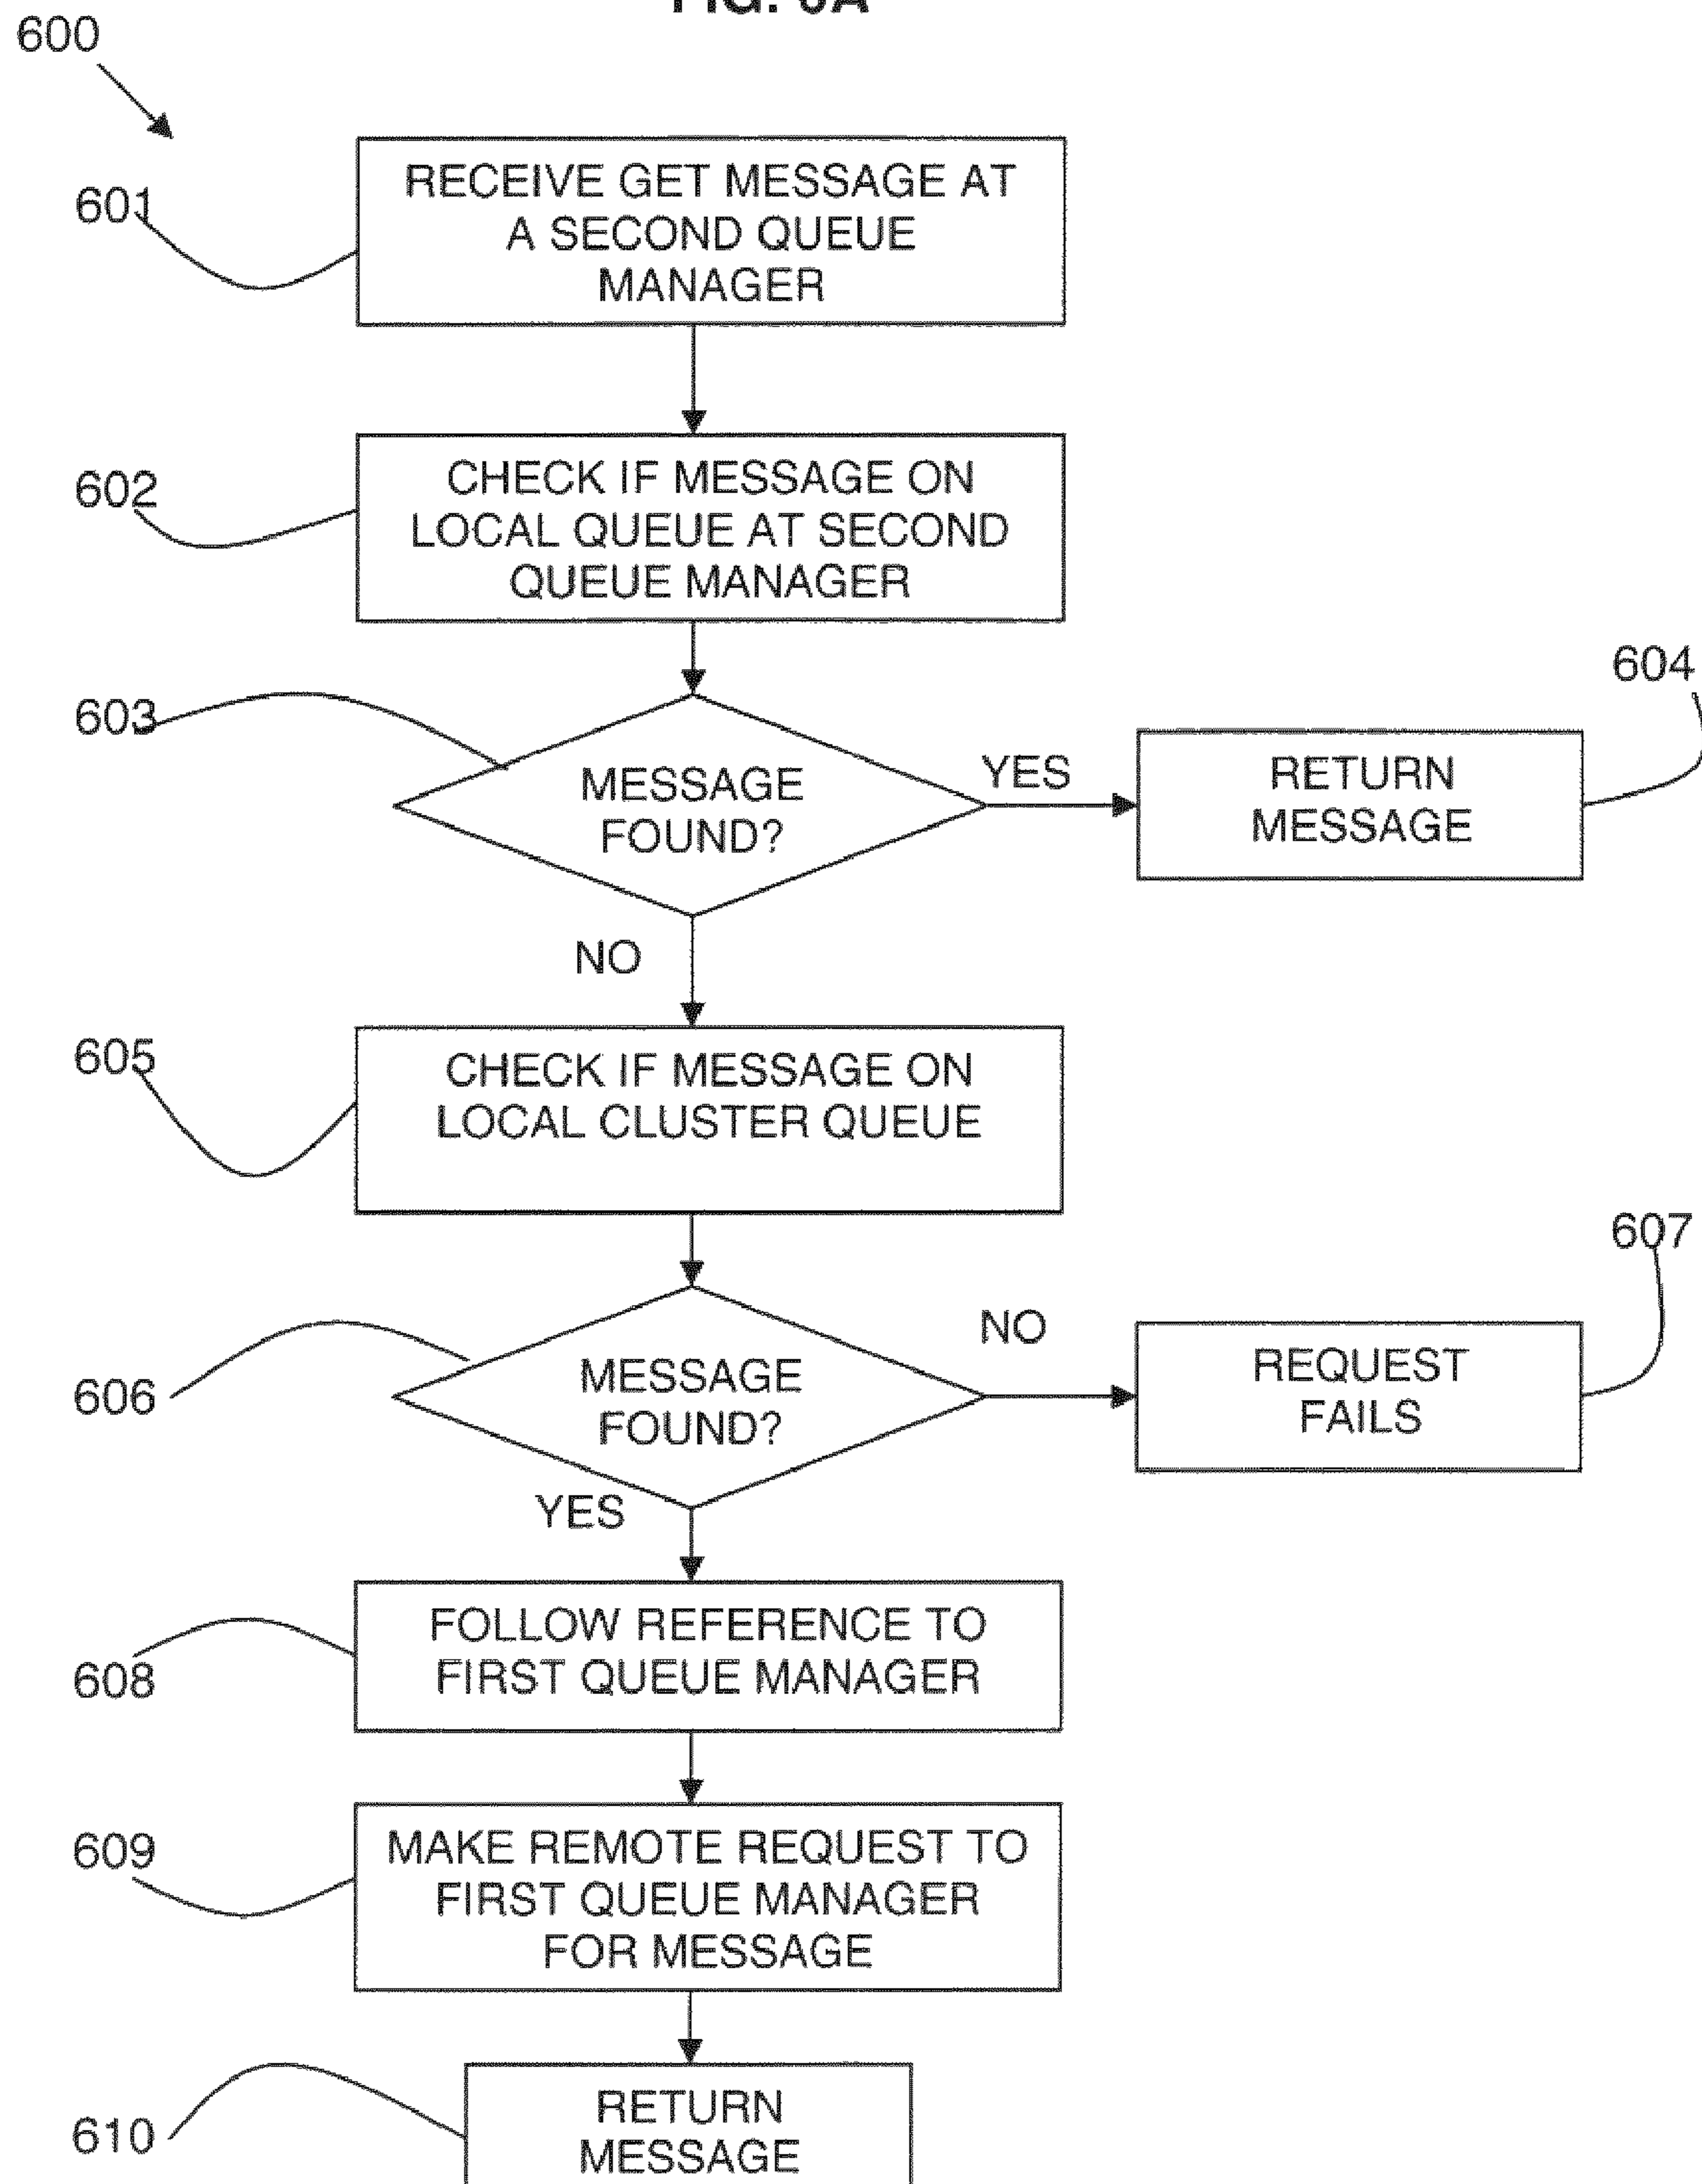 600
601
RECEIVE GET MESSAGE AT
A SECOND QUEUE
MANAGER
602
CHECK IF MESSAGE ON
LOCAL QUEUE AT SECOND
QUEUE MANAGER
603
MESSAGE
FOUND?
YES
604
RETURN
MESSAGE
NO
605
CHECK IF MESSAGE ON
LOCAL CLUSTER QUEUE
606
MESSAGE
FOUND?
NO
607
REQUEST
FAILS
YES
608
FOLLOW REFERENCE TO
FIRST QUEUE MANAGER
609
MAKE REMOTE REQUEST TO
FIRST QUEUE MANAGER
FOR MESSAGE
610
RETURN
MESSAGE